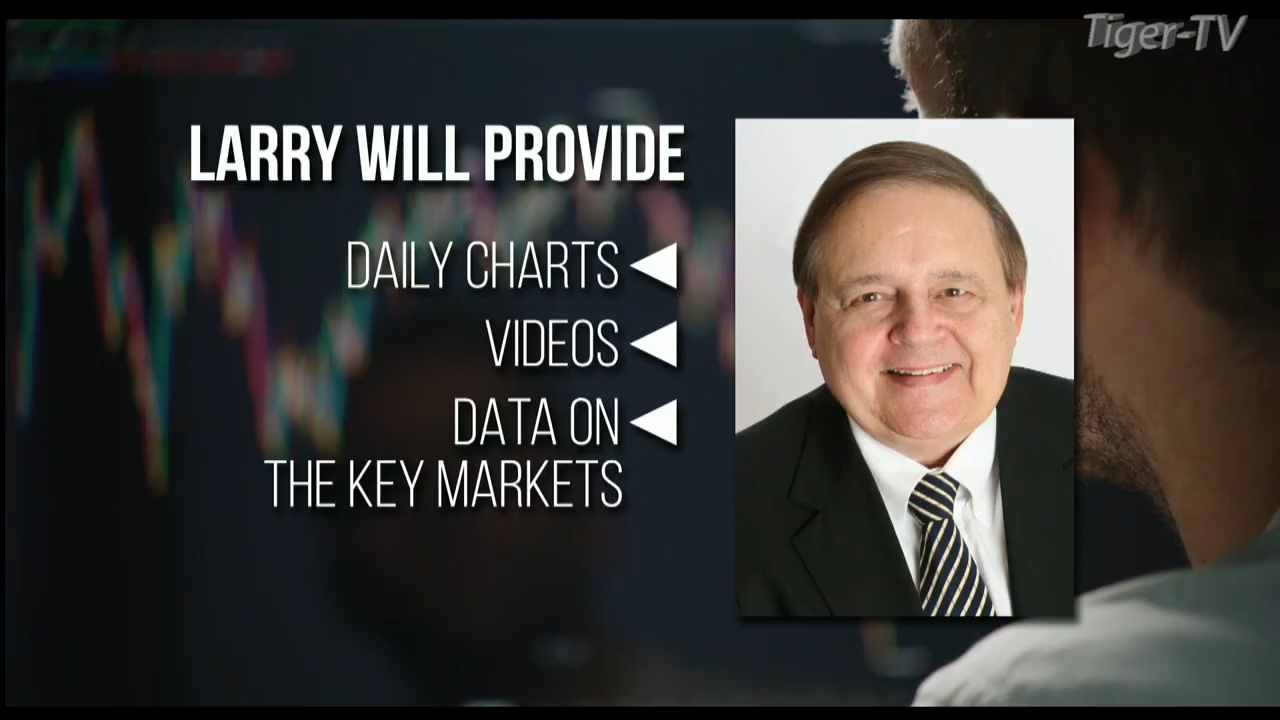 Tiger-TV
LARRY WILL PROVIDE
DAILY CHARTS
VIDEOS
DATA ON
THE KEY MARKETS